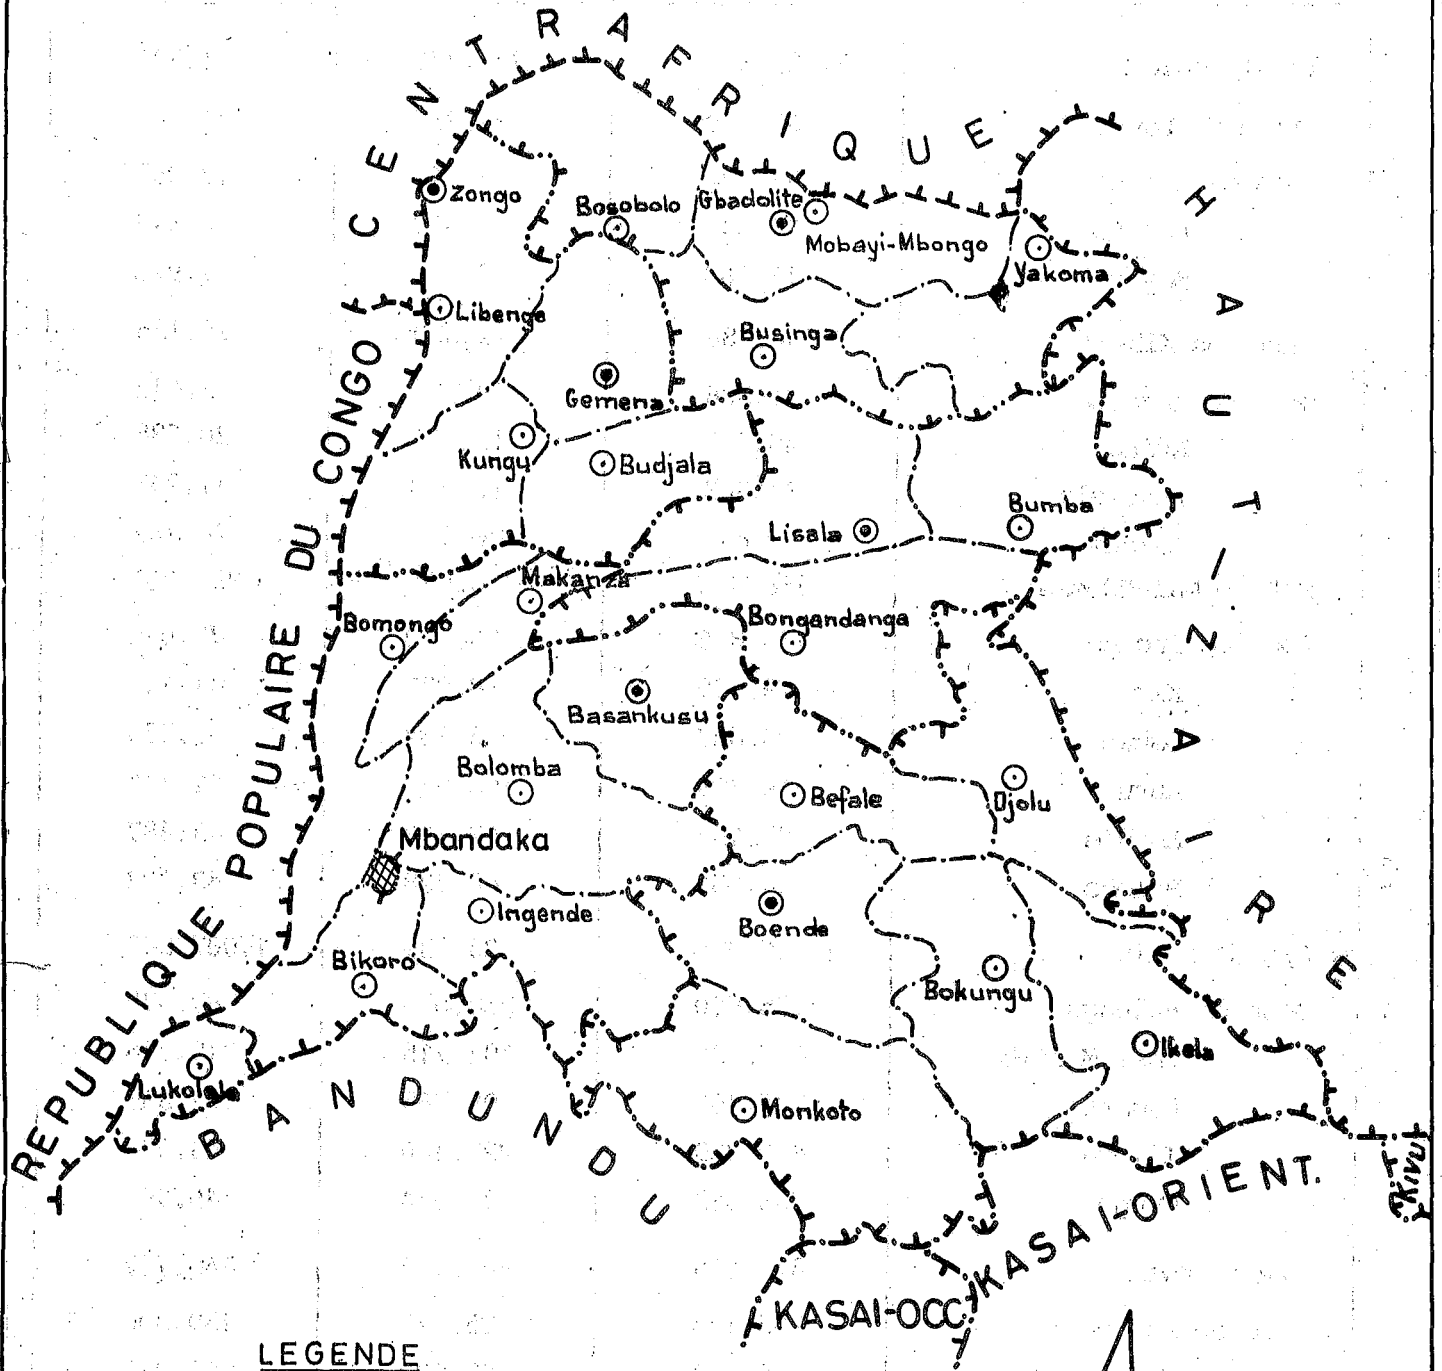 CENTRAFRIQUE
HAUT-ZAIRE
REPUBLIQUE POPULAIRE DU CONGO
Zongo
Bosobolo
Gbadolite
Mobayi-Mbongo
Yakoma
Libenge
Businga
Gemena
Kungu
Budjala
Lisala
Bumba
Makanza
Bomongo
Bongandanga
Basankusu
Bolomba
Befale
Djolu
Mbandaka
Ingende
Boende
Bikoro
Bokungu
Ikela
Lukolela
Monkoto
BANDUNDU
KASAI-ORIENT.
KIVU
KASAI-OCC.
LEGENDE